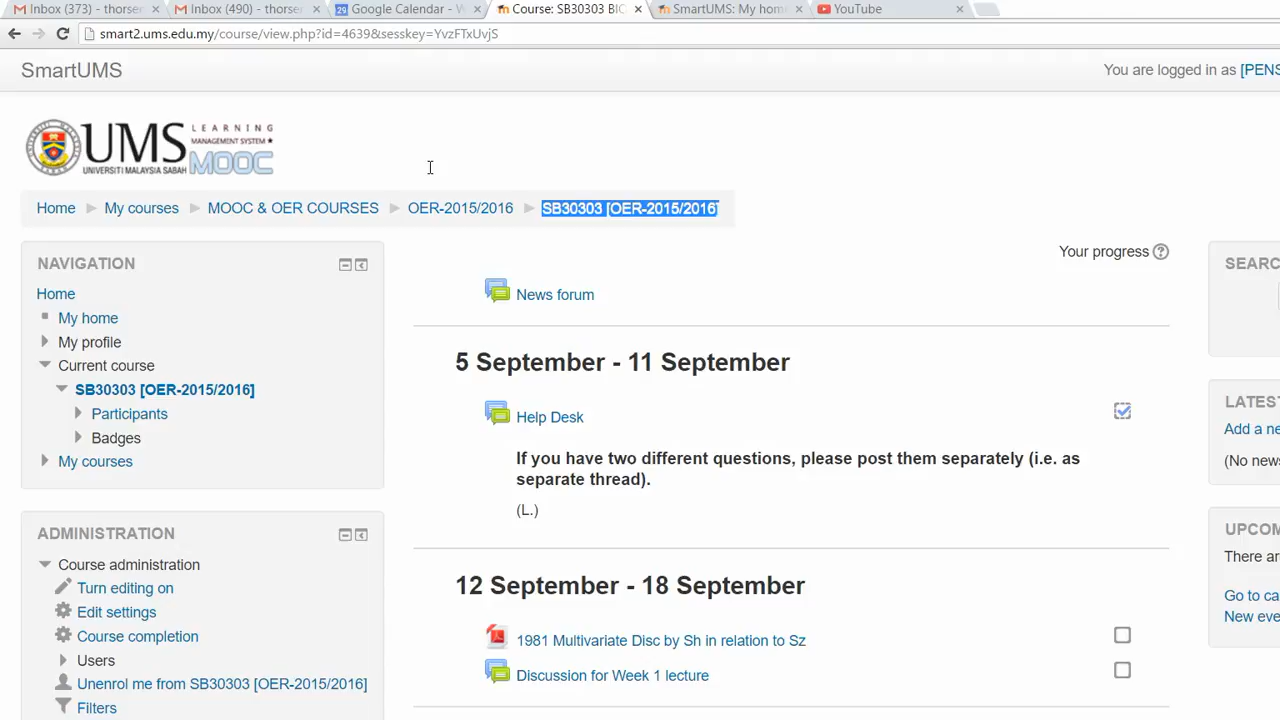 Inbox (373) - thorsen
Inbox (490) - thorsen
Google Calendar - W
Course: SB30303 BIO
SmartUMS: My home
YouTube
smart2.ums.edu.my/course/view.php?id=4639&sesskey=YvzFTxUvjS
SmartUMS
You are logged in as [PENS
UMS LEARNING
MANAGEMENT SYSTEM
UNIVERSITI MALAYSIA SABAH MOOC
Home
My courses
MOOC & OER COURSES
OER-2015/2016
SB30303 [OER-2015/2016]
NAVIGATION
Home
My home
My profile
Current course
SB30303 [OER-2015/2016]
Participants
Badges
My courses
ADMINISTRATION
Course administration
Turn editing on
Edit settings
Course completion
Users
Unenrol me from SB30303 [OER-2015/2016]
Filters
Your progress
News forum
5 September - 11 September
Help Desk
If you have two different questions, please post them separately (i.e. as
separate thread).
(L.)
12 September - 18 September
1981 Multivariate Disc by Sh in relation to Sz
Discussion for Week 1 lecture
SEARC
LATES
Add a ne
(No news
UPCOM
There are
Go to ca
New eve